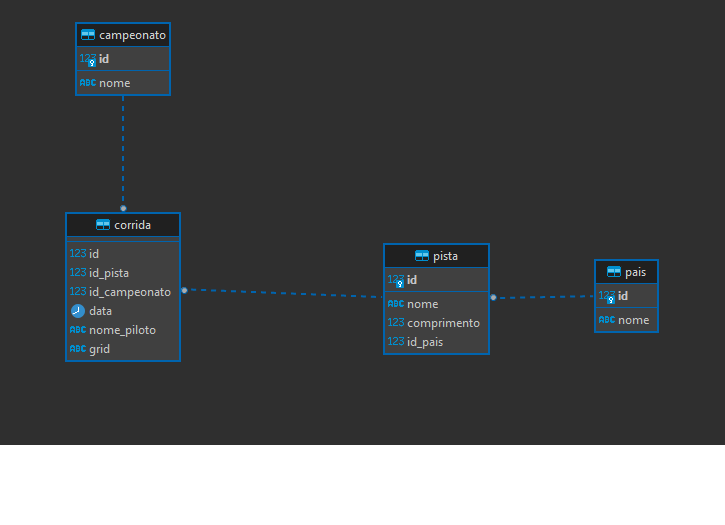 campeonato
123 id
ABC nome
corrida
123 id
123 id_pista
123 id_campeonato
data
ABC nome_piloto
ABC grid
pista
123 id
ABC nome
123 comprimento
123 id_pais
pais
123 id
ABC nome